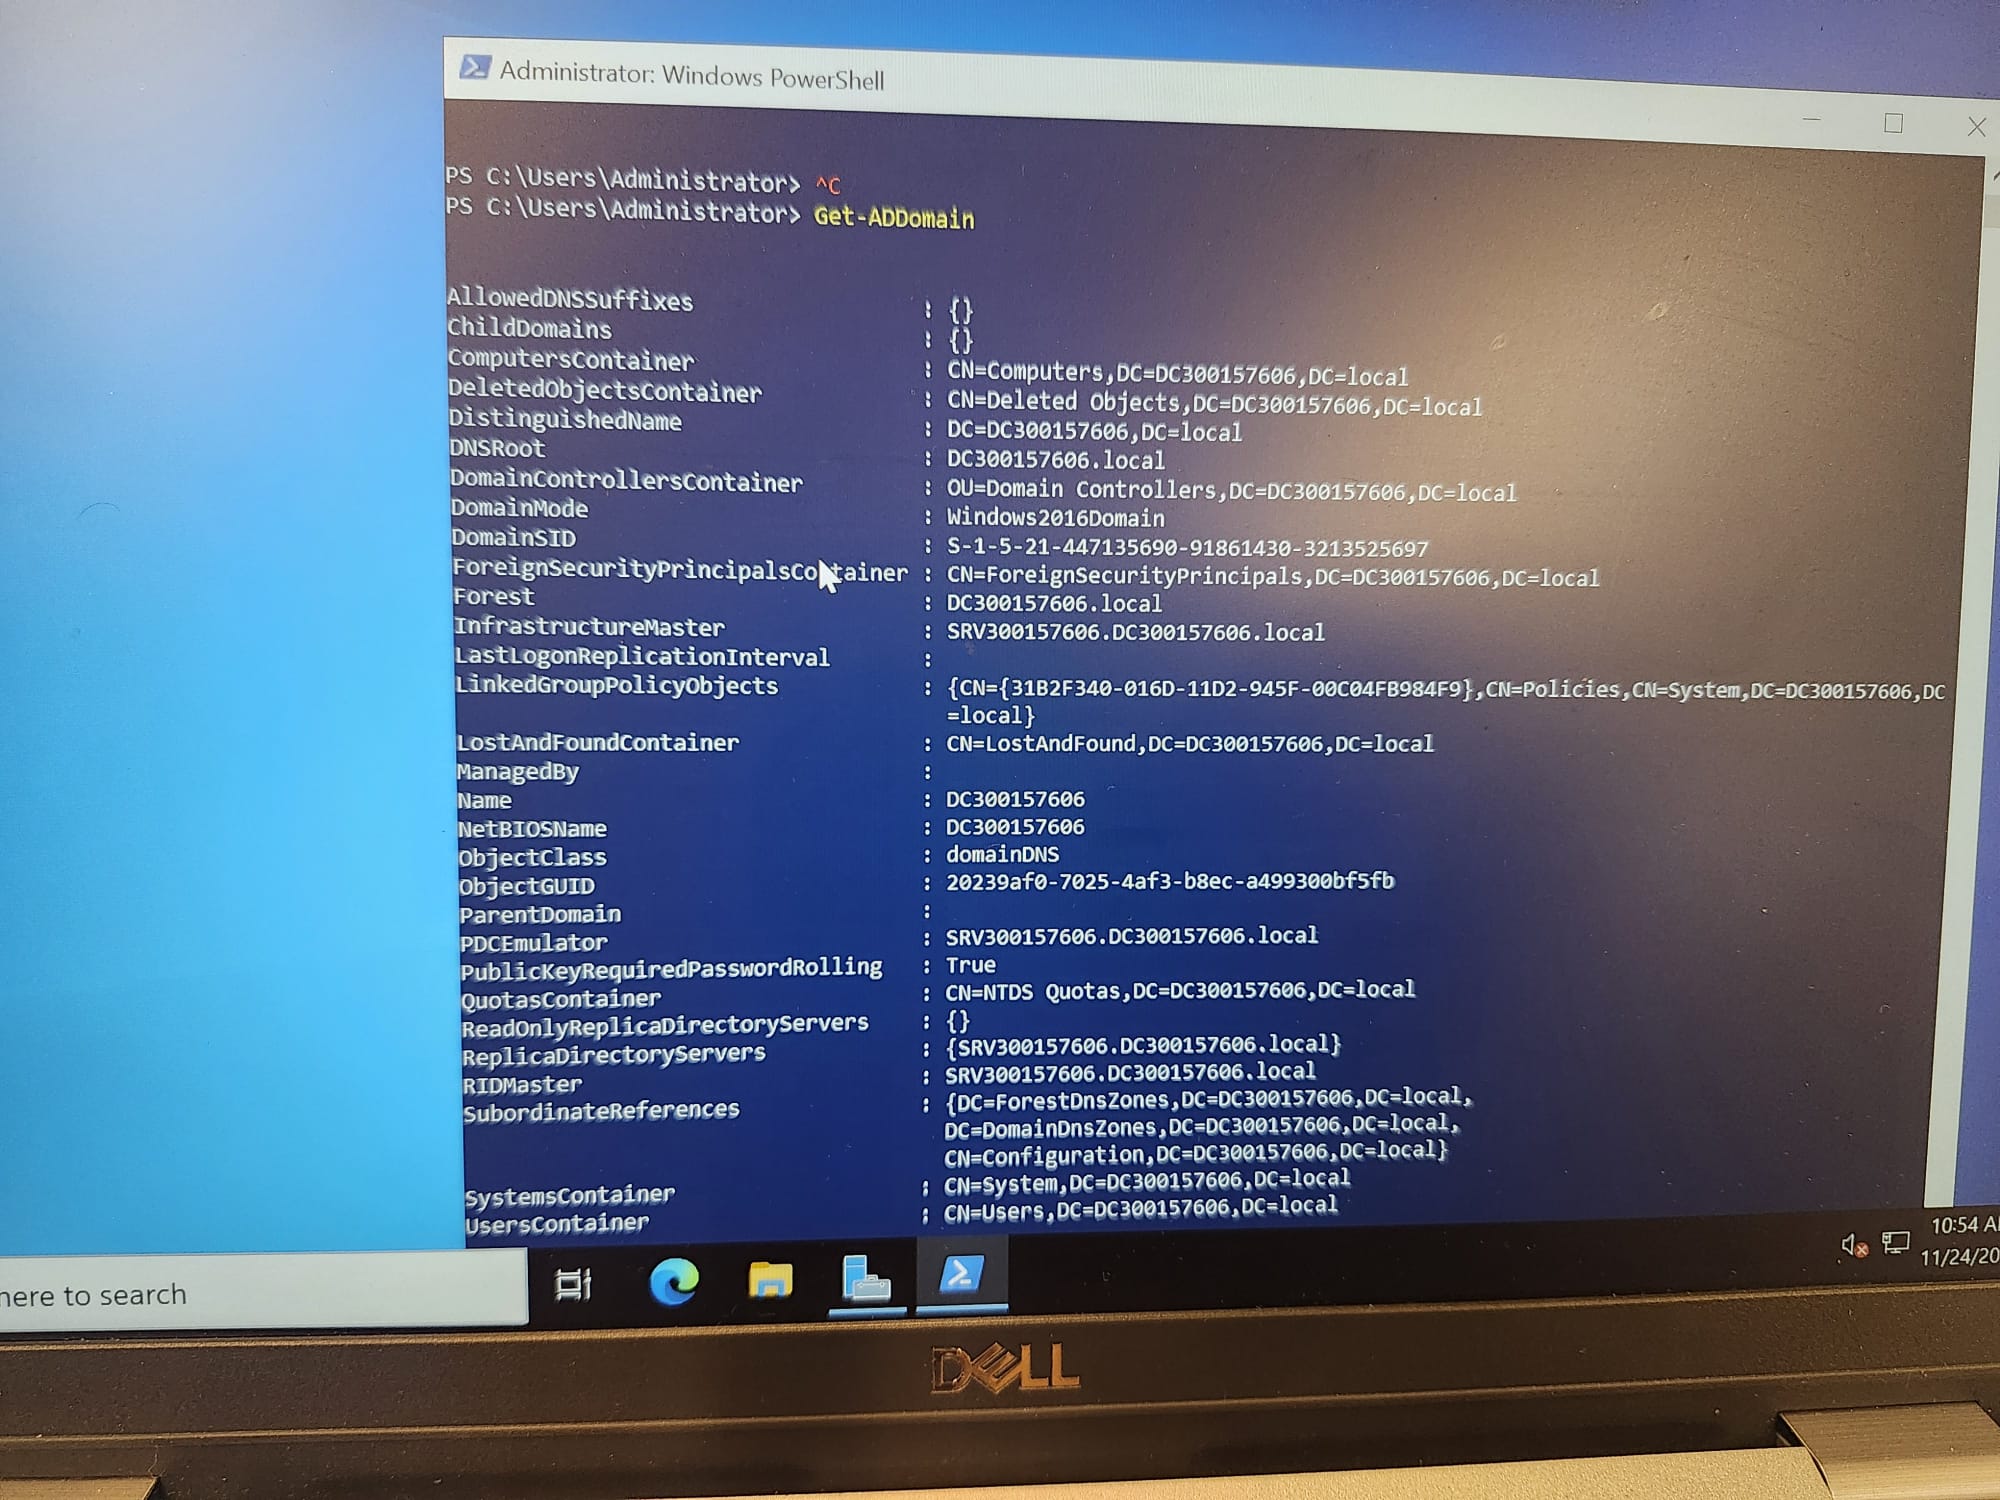 Administrator: Windows PowerShell
PS C:\Users\Administrator> ^C
PS C:\Users\Administrator> Get-ADDomain
AllowedDNSSuffixes : {}
ChildDomains : {}
ComputersContainer : CN=Computers,DC=DC300157606,DC=local
DeletedObjectsContainer : CN=Deleted Objects,DC=DC300157606,DC=local
DistinguishedName : DC=DC300157606,DC=local
DNSRoot : DC300157606.local
DomainControllersContainer : OU=Domain Controllers,DC=DC300157606,DC=local
DomainMode : Windows2016Domain
DomainSID : S-1-5-21-447135690-91861430-3213525697
ForeignSecurityPrincipalsContainer : CN=ForeignSecurityPrincipals,DC=DC300157606,DC=local
Forest : DC300157606.local
InfrastructureMaster : SRV300157606.DC300157606.local
LastLogonReplicationInterval :
LinkedGroupPolicyObjects : {CN={31B2F340-016D-11D2-945F-00C04FB984F9},CN=Policies,CN=System,DC=DC300157606,DC
=local}
LostAndFoundContainer : CN=LostAndFound,DC=DC300157606,DC=local
ManagedBy :
Name : DC300157606
NetBIOSName : DC300157606
ObjectClass : domainDNS
ObjectGUID : 20239af0-7025-4af3-b8ec-a499300bf5fb
ParentDomain :
PDCEmulator : SRV300157606.DC300157606.local
PublicKeyRequiredPasswordRolling : True
QuotasContainer : CN=NTDS Quotas,DC=DC300157606,DC=local
ReadOnlyReplicaDirectoryServers : {}
ReplicaDirectoryServers : {SRV300157606.DC300157606.local}
RIDMaster : SRV300157606.DC300157606.local
SubordinateReferences : {DC=ForestDnsZones,DC=DC300157606,DC=local,
DC=DomainDnsZones,DC=DC300157606,DC=local,
CN=Configuration,DC=DC300157606,DC=local}
SystemsContainer : CN=System,DC=DC300157606,DC=local
UsersContainer : CN=Users,DC=DC300157606,DC=local
here to search
10:54 A
11/24/20
DELL